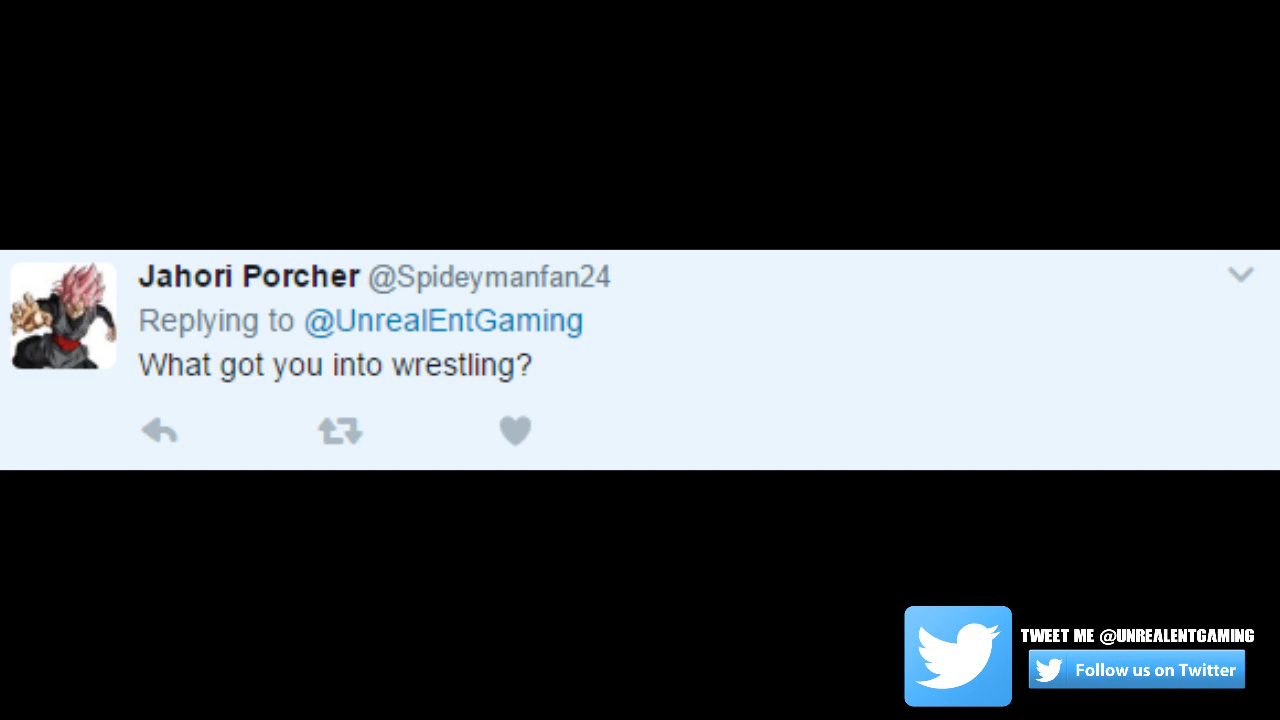 Jahori Porcher @Spideymanfan24
Replying to @UnrealEntGaming
What got you into wrestling?
TWEET ME @UNREALENTGAMING
Follow us on Twitter